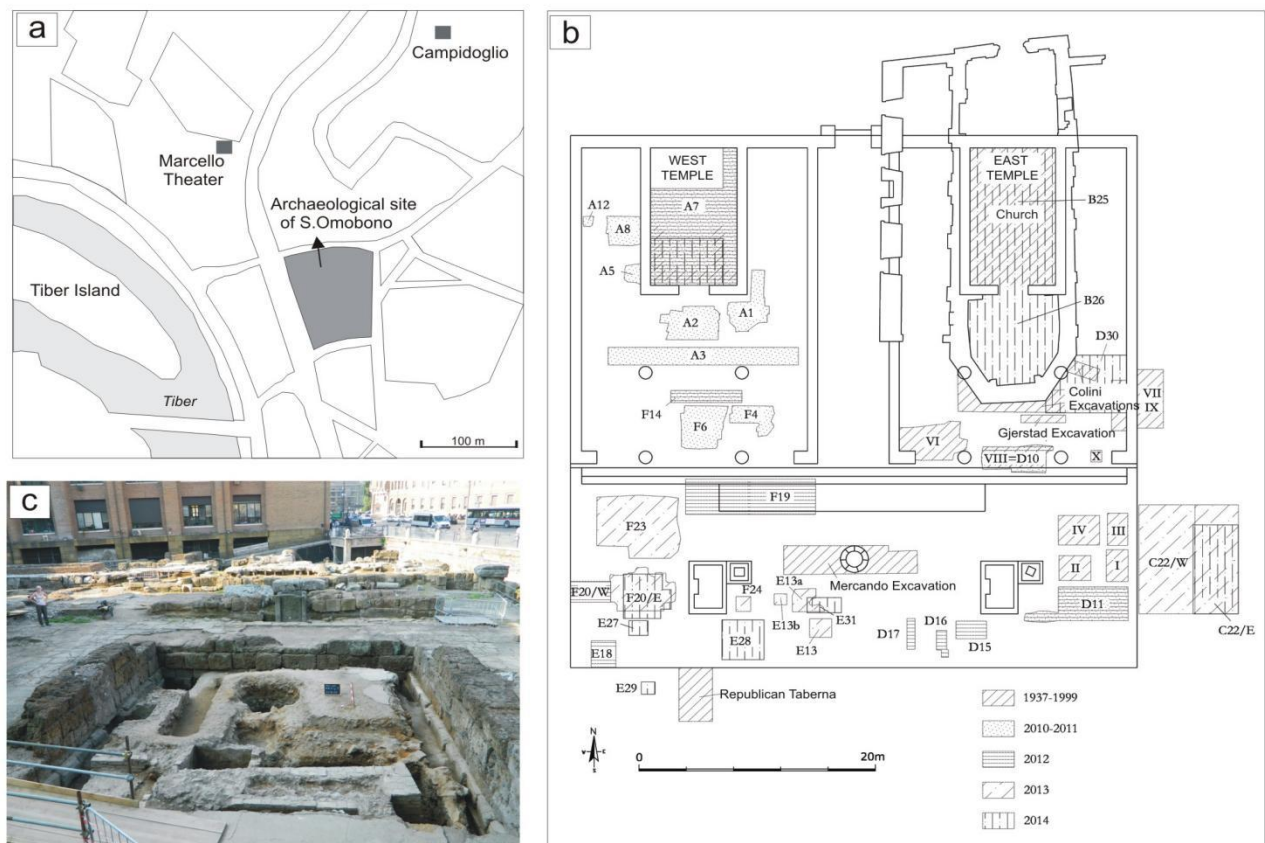 a
Campidoglio
Marcello
Theater
Archaeological site
of S.Omobono
Tiber Island
Tiber
100 m
b
WEST
TEMPLE
EAST
TEMPLE
Church
B25
A12
A8
A7
A5
A2
A1
B26
A3
D30
F14
F6
F4
Colini
Excavations
VII
IX
Gjerstad Excavation
VI
VIII=D10
X
F19
F23
IV
III
II
I
C22/W
Mercando Excavation
E13a
F20/W
F20/E
F24
E13b
E31
D11
E27
E28
E13
D17
D16
D15
C22/E
E18
E29
Republican Taberna
N
0
20m
1937-1999
2010-2011
2012
2013
2014
c